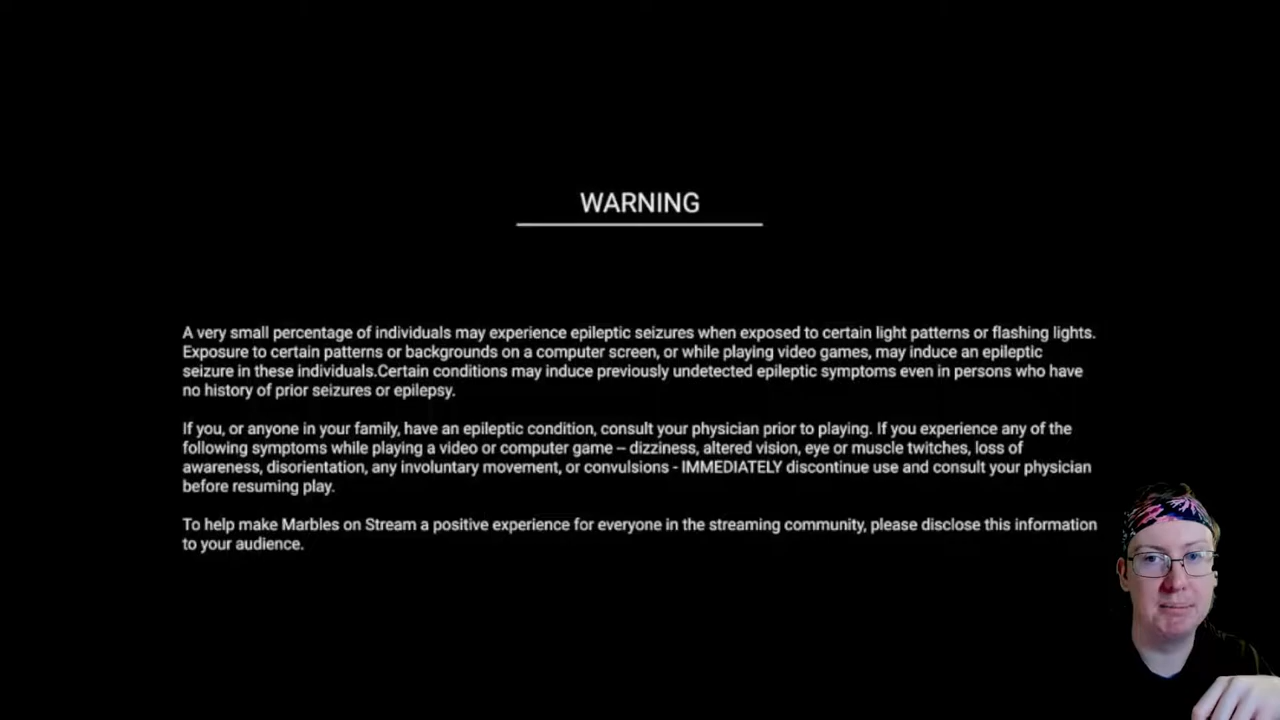 WARNING
A very small percentage of individuals may experience epileptic seizures when exposed to certain light patterns or flashing lights.
Exposure to certain patterns or backgrounds on a computer screen, or while playing video games, may induce an epileptic
seizure in these individuals.Certain conditions may induce previously undetected epileptic symptoms even in persons who have
no history of prior seizures or epilepsy.
If you, or anyone in your family, have an epileptic condition, consult your physician prior to playing. If you experience any of the
following symptoms while playing a video or computer game – dizziness, altered vision, eye or muscle twitches, loss of
awareness, disorientation, any involuntary movement, or convulsions - IMMEDIATELY discontinue use and consult your physician
before resuming play.
To help make Marbles on Stream a positive experience for everyone in the streaming community, please disclose this information
to your audience.